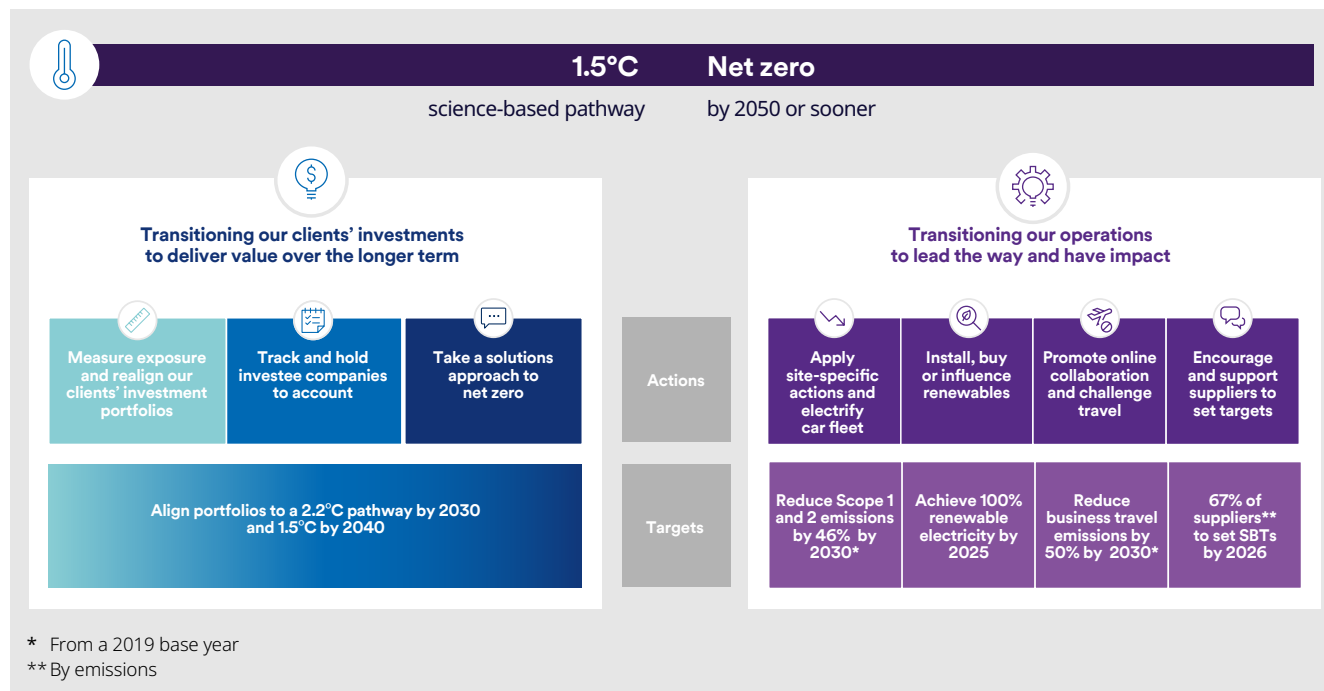 1.5°C
Net zero
science-based pathway
by 2050 or sooner
Transitioning our clients' investments
to deliver value over the longer term
Measure exposure
and realign our
clients' investment
portfolios
Track and hold
investee companies
to account
Take a solutions
approach to
net zero
Align portfolios to a 2.2°C pathway by 2030
and 1.5°C by 2040
Actions
Targets
Transitioning our operations
to lead the way and have impact
Apply
site-specific
actions and
electrify
car fleet
Install, buy
or influence
renewables
Promote online
collaboration
and challenge
travel
Encourage
and support
suppliers to
set targets
Reduce Scope 1
and 2 emissions
by 46% by
2030*
Achieve 100%
renewable
electricity by
2025
Reduce
business travel
emissions by
50% by 2030*
67% of
suppliers**
to set SBTs
by 2026
* From a 2019 base year
** By emissions